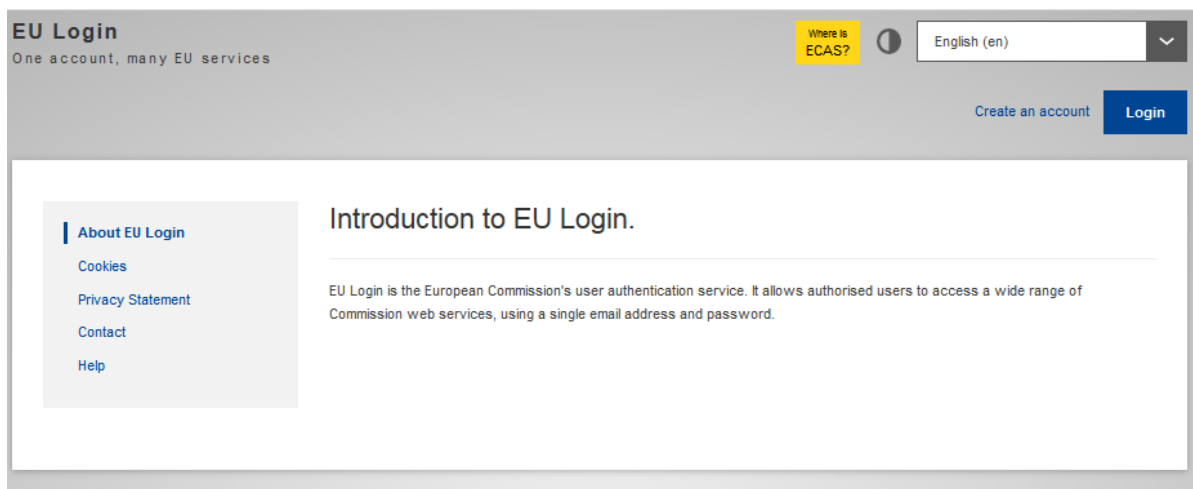 EU Login
One account, many EU services
Where is
ECAS?
English (en)
Create an account
Login
About EU Login
Cookies
Privacy Statement
Contact
Help
Introduction to EU Login.
EU Login is the European Commission's user authentication service. It allows authorised users to access a wide range of
Commission web services, using a single email address and password.